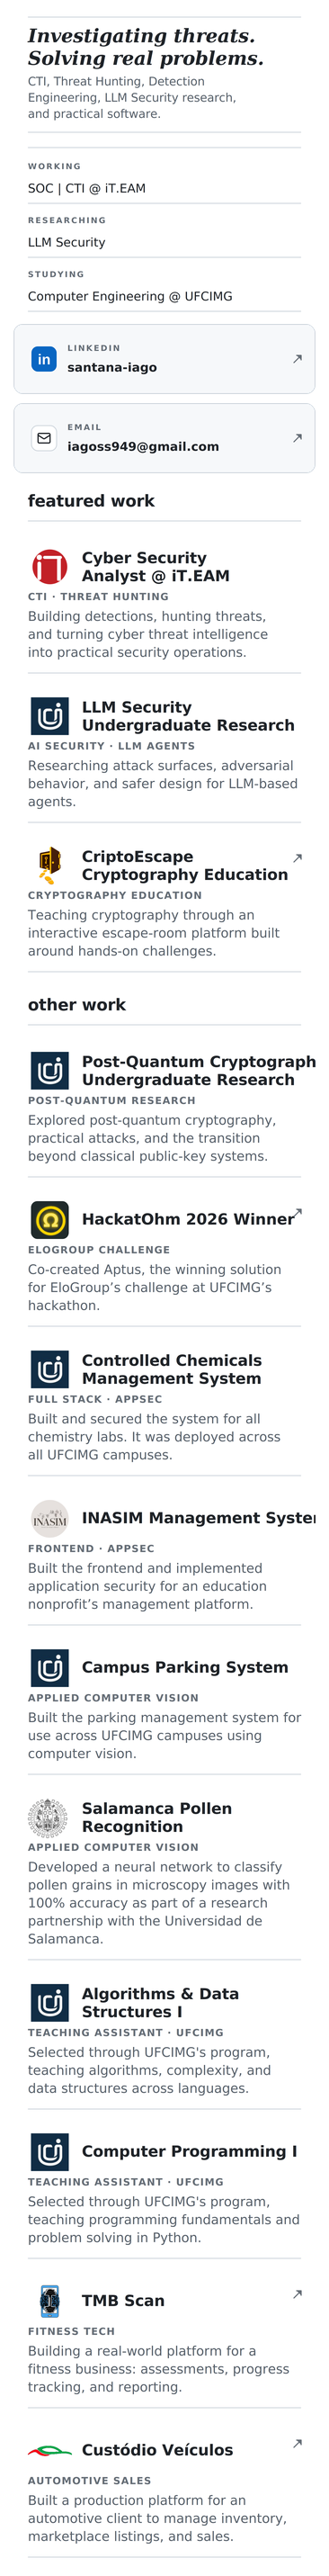 Investigating threats.
Solving real problems.
CTI, Threat Hunting, Detection
Engineering, LLM Security research,
and practical software.
WORKING
SOC | CTI @ iT.EAM
RESEARCHING
LLM Security
STUDYING
Computer Engineering @ UFCIMG
in
LINKEDIN
santana-iago
↗
EMAIL
iagoss949@gmail.com
↗
featured work
iT
Cyber Security
Analyst @ iT.EAM
CTI · THREAT HUNTING
Building detections, hunting threats,
and turning cyber threat intelligence
into practical security operations.
LLM Security
Undergraduate Research
AI SECURITY · LLM AGENTS
Researching attack surfaces, adversarial
behavior, and safer design for LLM-based
agents.
CriptoEscape
↗
Cryptography Education
CRYPTOGRAPHY EDUCATION
Teaching cryptography through an
interactive escape-room platform built
around hands-on challenges.
other work
Post-Quantum Cryptograph
Undergraduate Research
POST-QUANTUM RESEARCH
Explored post-quantum cryptography,
practical attacks, and the transition
beyond classical public-key systems.
Ω
HackatOhm 2026 Winner
↗
ELOGROUP CHALLENGE
Co-created Aptus, the winning solution
for EloGroup’s challenge at UFCIMG’s
hackathon.
Controlled Chemicals
Management System
FULL STACK · APPSEC
Built and secured the system for all
chemistry labs. It was deployed across
all UFCIMG campuses.
INASIM
INASIM Management System
FRONTEND · APPSEC
Built the frontend and implemented
application security for an education
nonprofit’s management platform.
Campus Parking System
APPLIED COMPUTER VISION
Built the parking management system for
use across UFCIMG campuses using
computer vision.
Salamanca Pollen
Recognition
APPLIED COMPUTER VISION
Developed a neural network to classify
pollen grains in microscopy images with
100% accuracy as part of a research
partnership with the Universidad de
Salamanca.
Algorithms & Data
Structures I
TEACHING ASSISTANT · UFCIMG
Selected through UFCIMG's program,
teaching algorithms, complexity, and
data structures across languages.
Computer Programming I
TEACHING ASSISTANT · UFCIMG
Selected through UFCIMG's program,
teaching programming fundamentals and
problem solving in Python.
TMB Scan
↗
FITNESS TECH
Building a real-world platform for a
fitness business: assessments, progress
tracking, and reporting.
Custódio Veículos
↗
AUTOMOTIVE SALES
Built a production platform for an
automotive client to manage inventory,
marketplace listings, and sales.